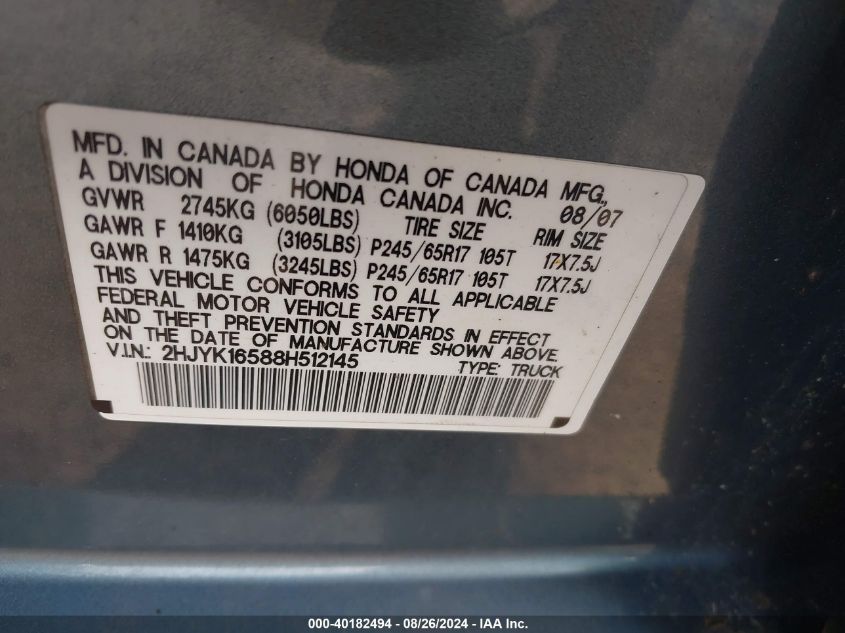 MFD. IN CANADA BY HONDA OF CANADA MFG.,
A DIVISION OF HONDA CANADA INC. 08/07
GVWR 2745KG (6050LBS) TIRE SIZE RIM SIZE
GAWR F 1410KG (3105LBS) P245/65R17 105T 17X7.5J
GAWR R 1475KG (3245LBS) P245/65R17 105T 17X7.5J
THIS VEHICLE CONFORMS TO ALL APPLICABLE
FEDERAL MOTOR VEHICLE SAFETY
AND THEFT PREVENTION STANDARDS IN EFFECT
ON THE DATE OF MANUFACTURE SHOWN ABOVE.
V.I.N.: 2HJYK16588H512145 TYPE: TRUCK
000-40182494 - 08/26/2024 - IAA Inc.